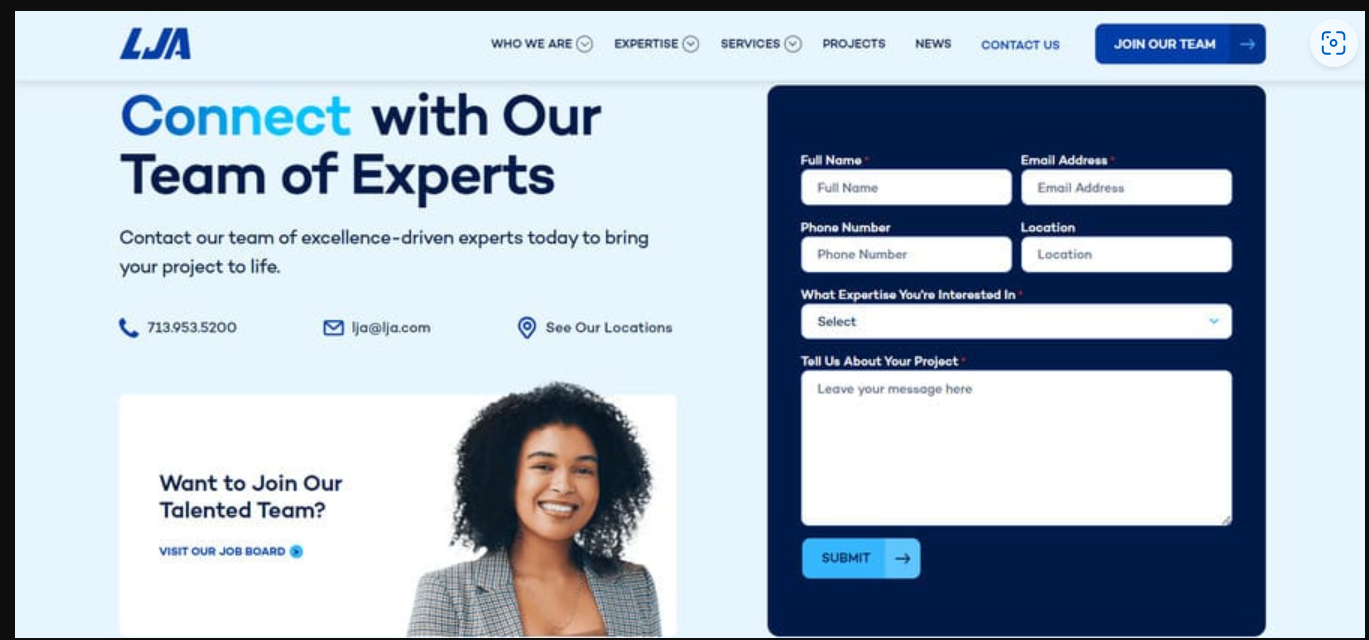 LJA
WHO WE ARE
EXPERTISE
SERVICES
PROJECTS
NEWS
CONTACT US
JOIN OUR TEAM
Connect with Our
Team of Experts
Contact our team of excellence-driven experts today to bring
your project to life.
713.953.5200
lja@lja.com
See Our Locations
Want to Join Our
Talented Team?
VISIT OUR JOB BOARD
Full Name *
Email Address *
Full Name
Email Address
Phone Number
Location
Phone Number
Location
What Expertise You're Interested In *
Select
Tell Us About Your Project *
Leave your message here
SUBMIT